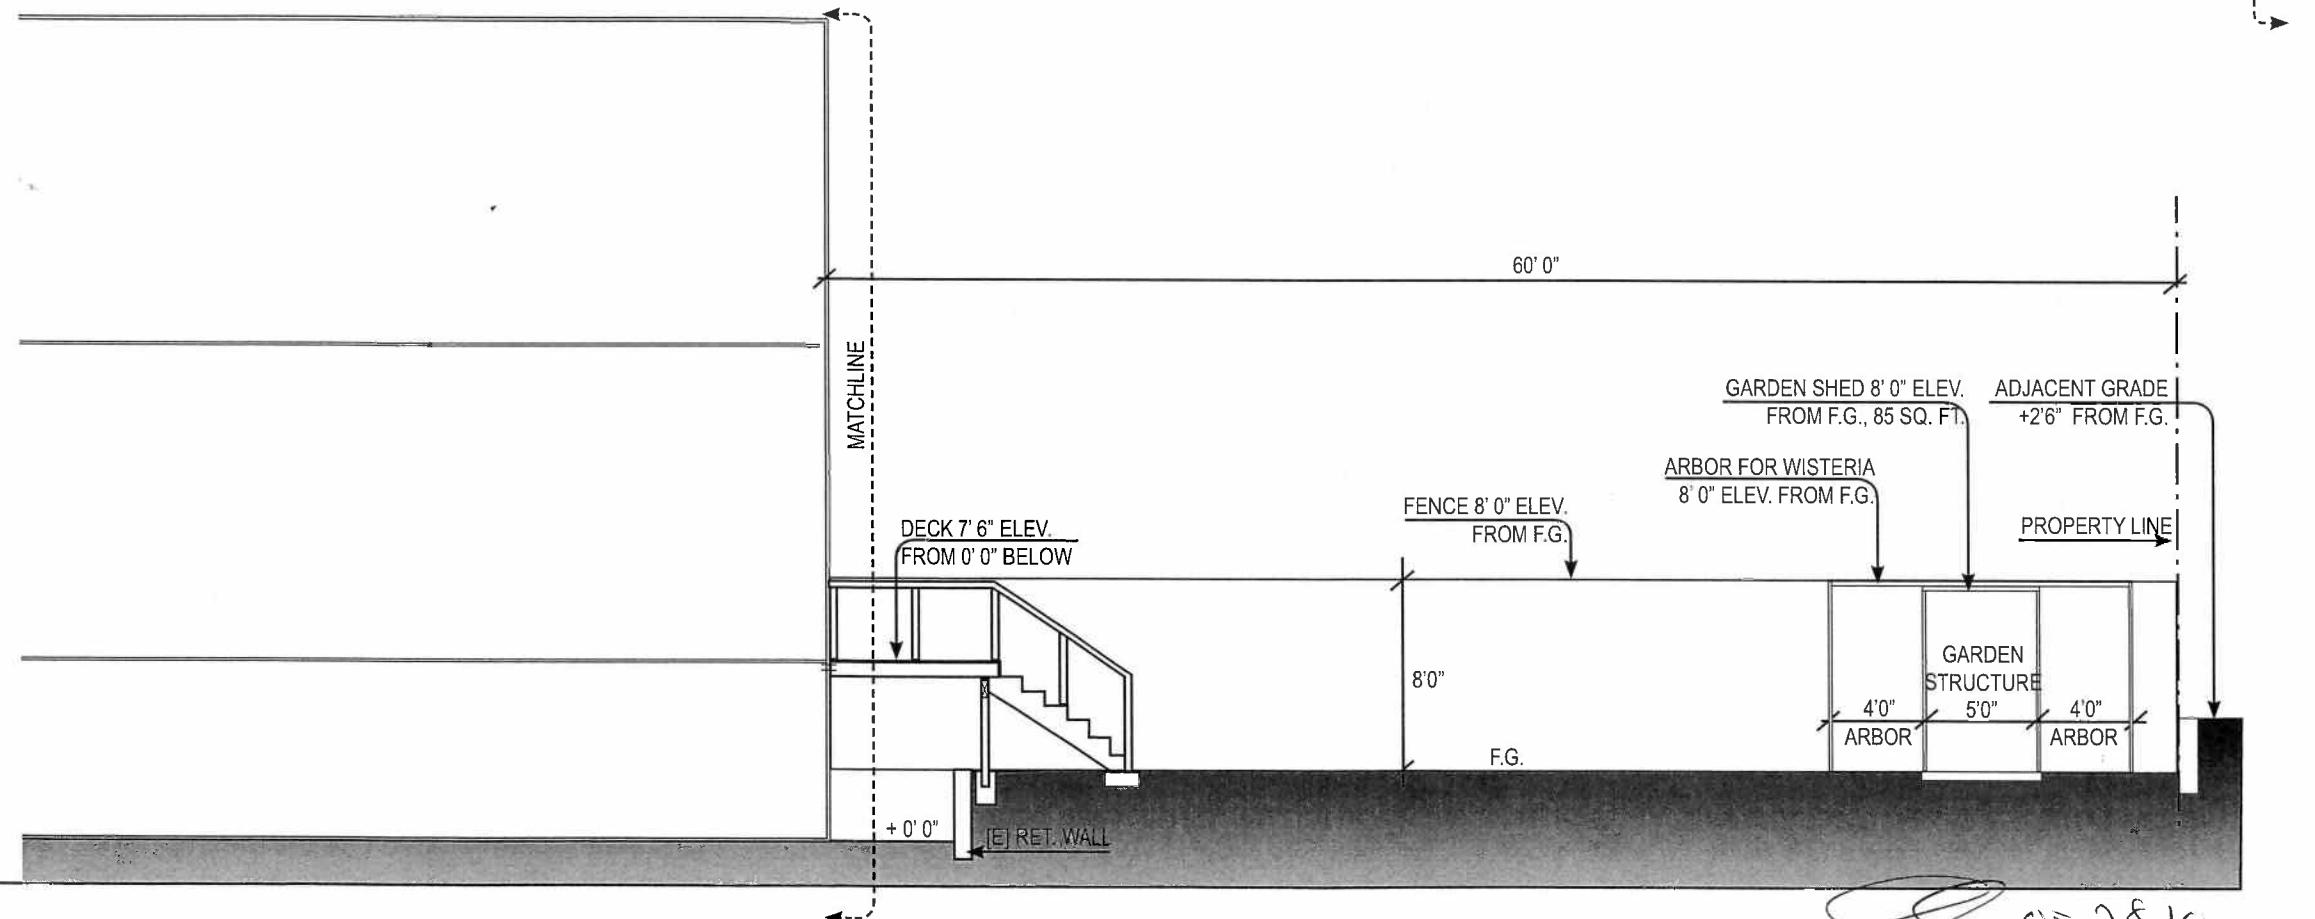 60' 0"
MATCHLINE
GARDEN SHED 8' 0" ELEV.
FROM F.G., 85 SQ. FT.
ADJACENT GRADE
+2'6" FROM F.G.
ARBOR FOR WISTERIA
8' 0" ELEV. FROM F.G.
FENCE 8' 0" ELEV.
FROM F.G.
PROPERTY LINE
DECK 7' 6" ELEV.
FROM 0' 0" BELOW
8'0"
GARDEN
STRUCTURE
4'0"
5'0"
4'0"
ARBOR
ARBOR
F.G.
+ 0' 0"
[E] RET. WALL